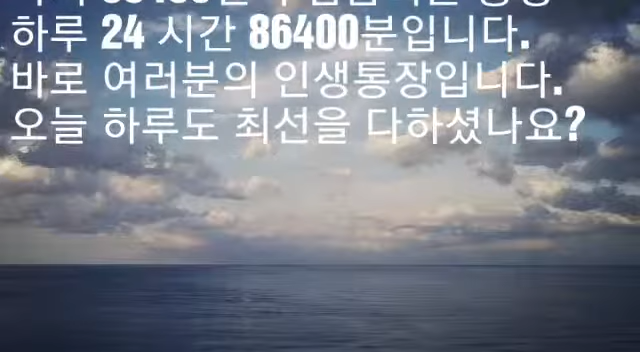 하루 24 시간 86400분입니다.
바로 여러분의 인생통장입니다.
오늘 하루도 최선을 다하셨나요?